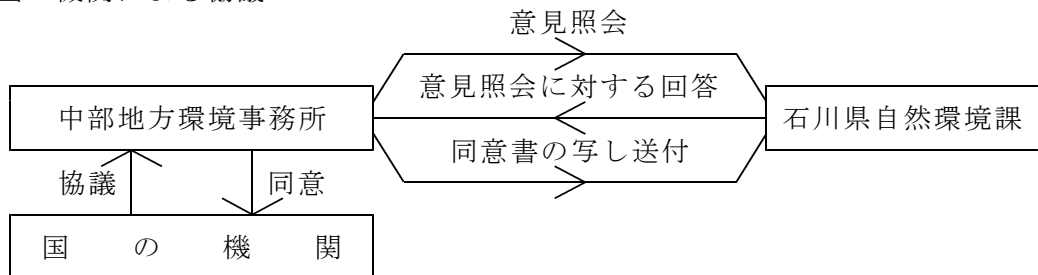 意見照会
意見照会に対する回答
中部地方環境事務所
石川県自然環境課
同意書の写し送付
協議
同意
国の機関